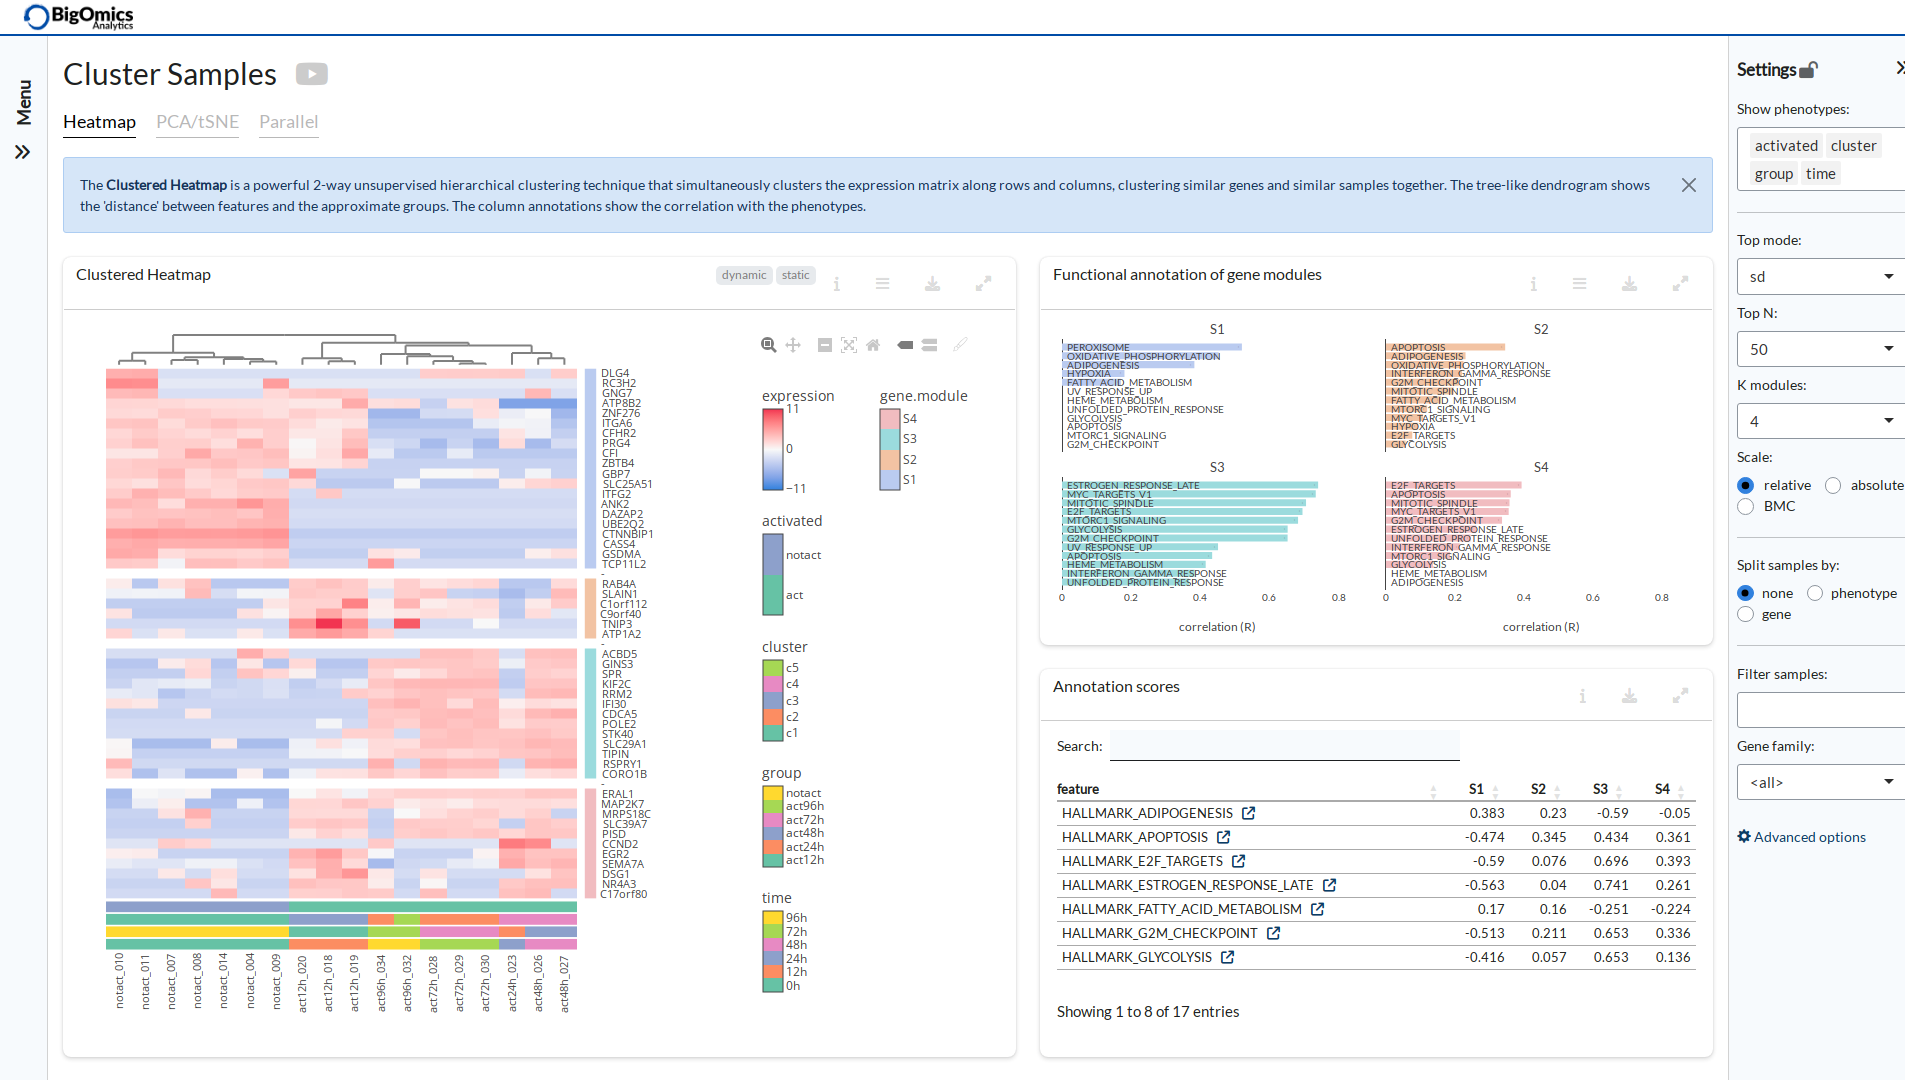 BigOmics
Analytics
Menu
Cluster Samples
Heatmap PCA/tSNE Parallel
The Clustered Heatmap is a powerful 2-way unsupervised hierarchical clustering technique that simultaneously clusters the expression matrix along rows and columns, clustering similar genes and similar samples together. The tree-like dendrogram shows
the 'distance' between features and the approximate groups. The column annotations show the correlation with the phenotypes.
Clustered Heatmap
dynamic static
DLG4
RC3H2
GNG7
ATP8B2
ZNF276
ITGA6
CFHR2
PRG4
CFI
ZBTB4
GBP7
SLC25A51
ITFG2
ANK2
DAZAP2
UBE2Q2
CTNNBIP1
CASS4
GSDMA
TCP11L2
RAB4A
SLAIN1
C1orf112
C9orf40
TNIP3
ATP1A2
ACBD5
GINS3
SPR
KIF2C
RRM2
IFI30
CDCA5
POLE2
STK40
SLC29A1
TIPIN
RSPRY1
CORO1B
ERAL1
MAP2K7
MRPS18C
SLC39A7
PISD
CCND2
EGR2
SEMA7A
DSG1
NR4A3
C17orf80
notact_010
notact_011
notact_007
notact_008
notact_014
notact_004
notact_009
act12h_020
act12h_018
act12h_019
act96h_034
act96h_032
act72h_028
act72h_029
act72h_030
act24h_023
act48h_026
act48h_027
expression
11
0
−11
gene.module
S4
S3
S2
S1
activated
notact
act
cluster
c5
c4
c3
c2
c1
group
notact
act96h
act72h
act48h
act24h
act12h
time
96h
72h
48h
24h
12h
0h
Functional annotation of gene modules
S1
PEROXISOME
OXIDATIVE_PHOSPHORYLATION
ADIPOGENESIS
HYPOXIA
FATTY_ACID_METABOLISM
UV_RESPONSE_UP
HEME_METABOLISM
UNFOLDED_PROTEIN_RESPONSE
GLYCOLYSIS
APOPTOSIS
MTORC1_SIGNALING
G2M_CHECKPOINT
S2
APOPTOSIS
ADIPOGENESIS
OXIDATIVE_PHOSPHORYLATION
INTERFERON_GAMMA_RESPONSE
G2M_CHECKPOINT
MITOTIC_SPINDLE
FATTY_ACID_METABOLISM
MTORC1_SIGNALING
MYC_TARGETS_V1
HYPOXIA
E2F_TARGETS
GLYCOLYSIS
S3
ESTROGEN_RESPONSE_LATE
MYC_TARGETS_V1
MITOTIC_SPINDLE
E2F_TARGETS
MTORC1_SIGNALING
GLYCOLYSIS
G2M_CHECKPOINT
UV_RESPONSE_UP
APOPTOSIS
HEME_METABOLISM
INTERFERON_GAMMA_RESPONSE
UNFOLDED_PROTEIN_RESPONSE
0 0.2 0.4 0.6 0.8
correlation (R)
S4
E2F_TARGETS
APOPTOSIS
MITOTIC_SPINDLE
MYC_TARGETS_V1
G2M_CHECKPOINT
ESTROGEN_RESPONSE_LATE
UNFOLDED_PROTEIN_RESPONSE
INTERFERON_GAMMA_RESPONSE
MTORC1_SIGNALING
GLYCOLYSIS
HEME_METABOLISM
ADIPOGENESIS
0 0.2 0.4 0.6 0.8
correlation (R)
Annotation scores
Search:
feature S1 S2 S3 S4
HALLMARK_ADIPOGENESIS 0.383 0.23 -0.59 -0.05
HALLMARK_APOPTOSIS -0.474 0.345 0.434 0.361
HALLMARK_E2F_TARGETS -0.59 0.076 0.696 0.393
HALLMARK_ESTROGEN_RESPONSE_LATE -0.563 0.04 0.741 0.261
HALLMARK_FATTY_ACID_METABOLISM 0.17 0.16 -0.251 -0.224
HALLMARK_G2M_CHECKPOINT -0.513 0.211 0.653 0.336
HALLMARK_GLYCOLYSIS -0.416 0.057 0.653 0.136
Showing 1 to 8 of 17 entries
Settings
Show phenotypes:
activated cluster
group time
Top mode:
sd
Top N:
50
K modules:
4
Scale:
relative absolute
BMC
Split samples by:
none phenotype
gene
Filter samples:
Gene family:
<all>
Advanced options